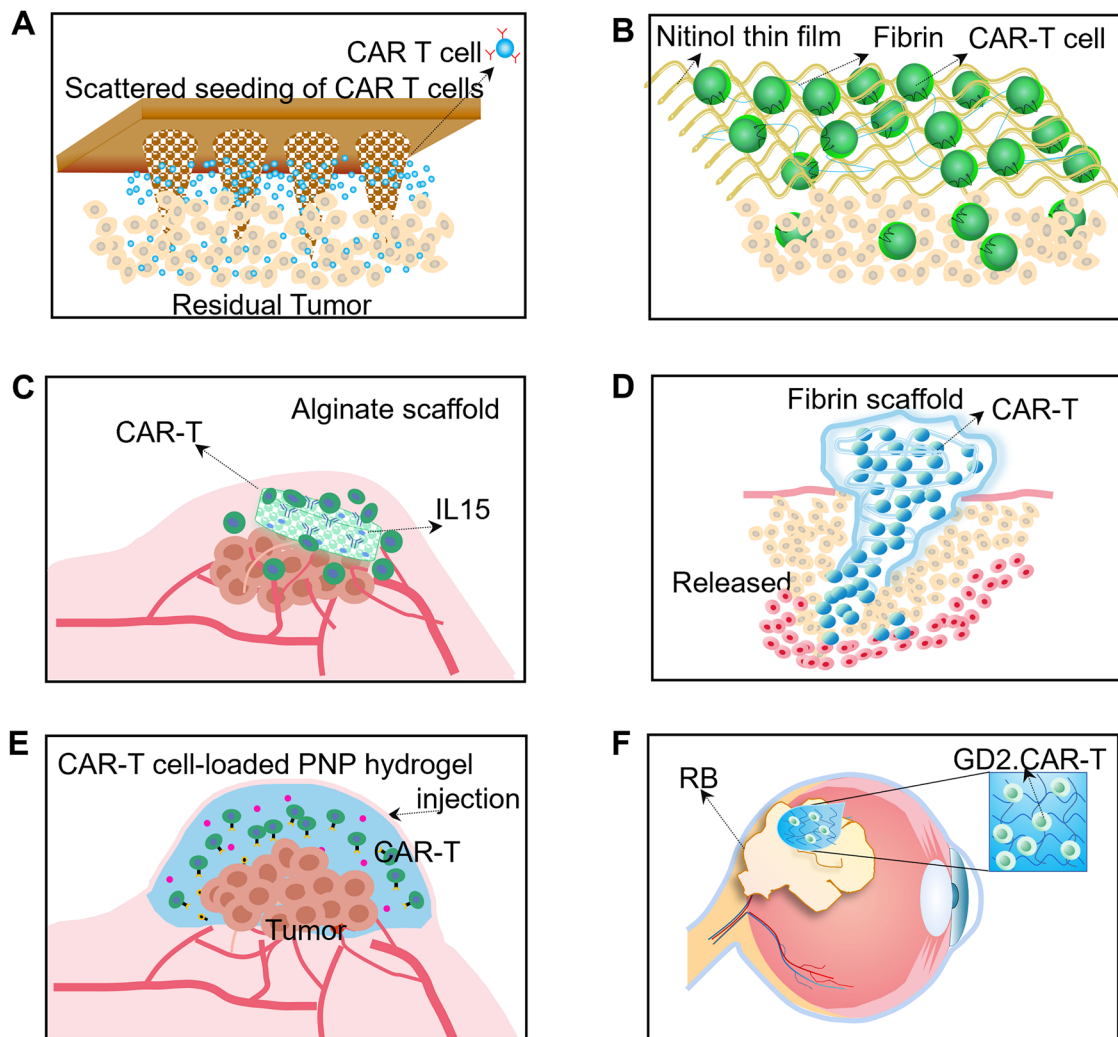 A
CAR T cell
Scattered seeding of CAR T cells
Residual Tumor
B
Nitinol thin film
Fibrin
CAR-T cell
C
Alginate scaffold
CAR-T
IL15
D
Fibrin scaffold
CAR-T
Released
E
CAR-T cell-loaded PNP hydrogel
injection
CAR-T
Tumor
F
GD2.CAR-T
RB